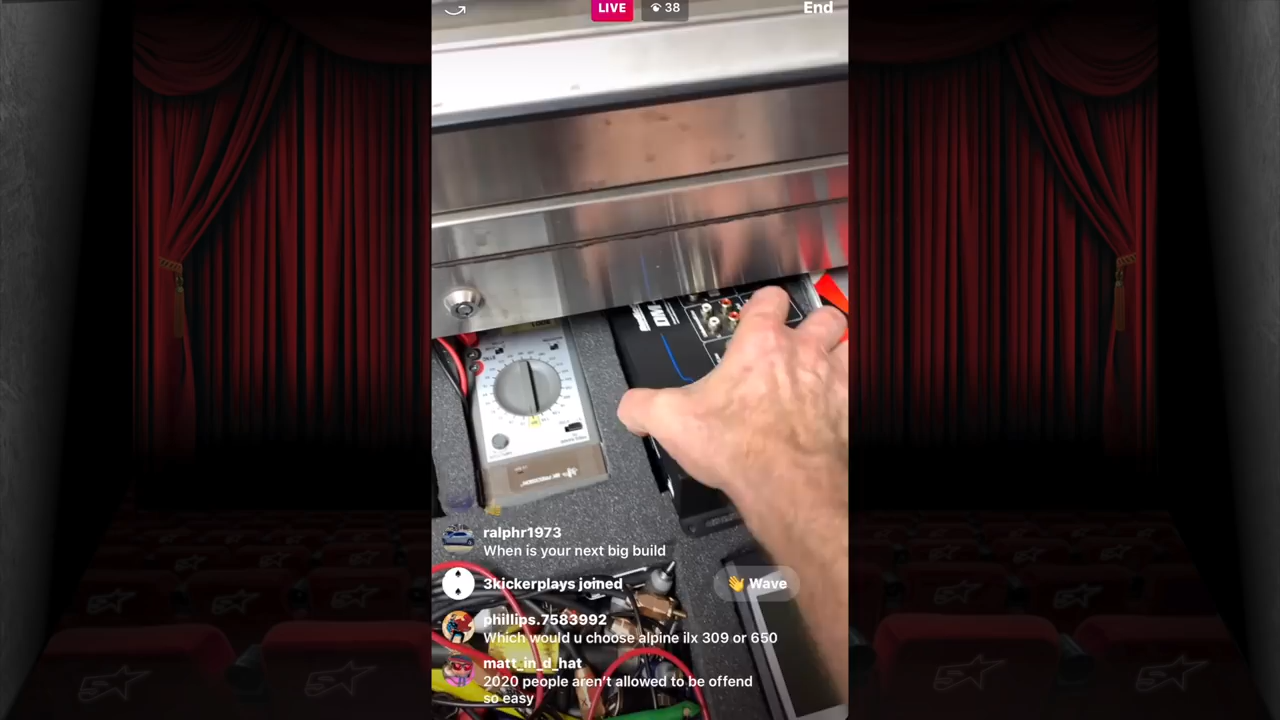 LIVE
38
End
ralphr1973
When is your next big build
3kickerplays joined
👋 Wave
phillips.7583992
Which would u choose alpine ilx 309 or 650
matt_in_d_hat
2020 people aren't allowed to be offend
so easy